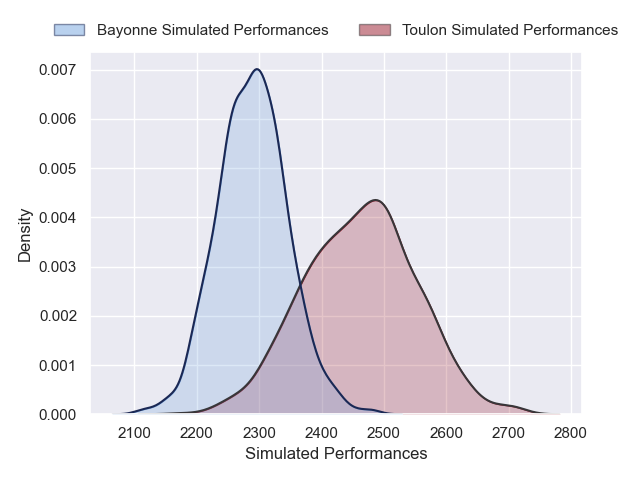 Bayonne Simulated Performances Toulon Simulated Performances
0.007
0.006
0.005
0.004
0.003
0.002
0.001
0.000
Density
2100 2200 2300 2400 2500 2600 2700 2800
Simulated Performances